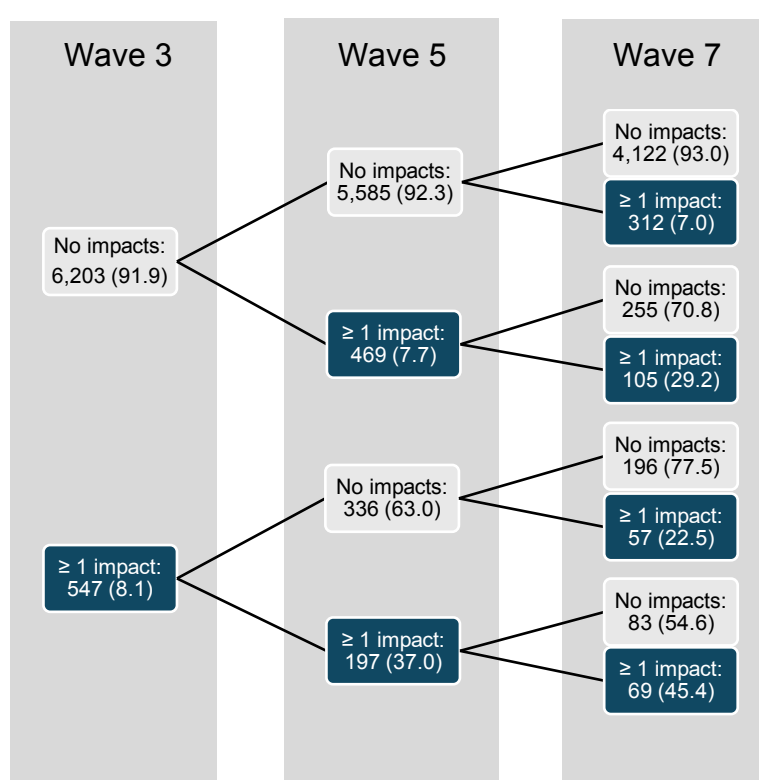 Wave 3
Wave 5
Wave 7
No impacts:
6,203 (91.9)
≥ 1 impact:
547 (8.1)
No impacts:
5,585 (92.3)
≥ 1 impact:
469 (7.7)
No impacts:
336 (63.0)
≥ 1 impact:
197 (37.0)
No impacts:
4,122 (93.0)
≥ 1 impact:
312 (7.0)
No impacts:
255 (70.8)
≥ 1 impact:
105 (29.2)
No impacts:
196 (77.5)
≥ 1 impact:
57 (22.5)
No impacts:
83 (54.6)
≥ 1 impact:
69 (45.4)